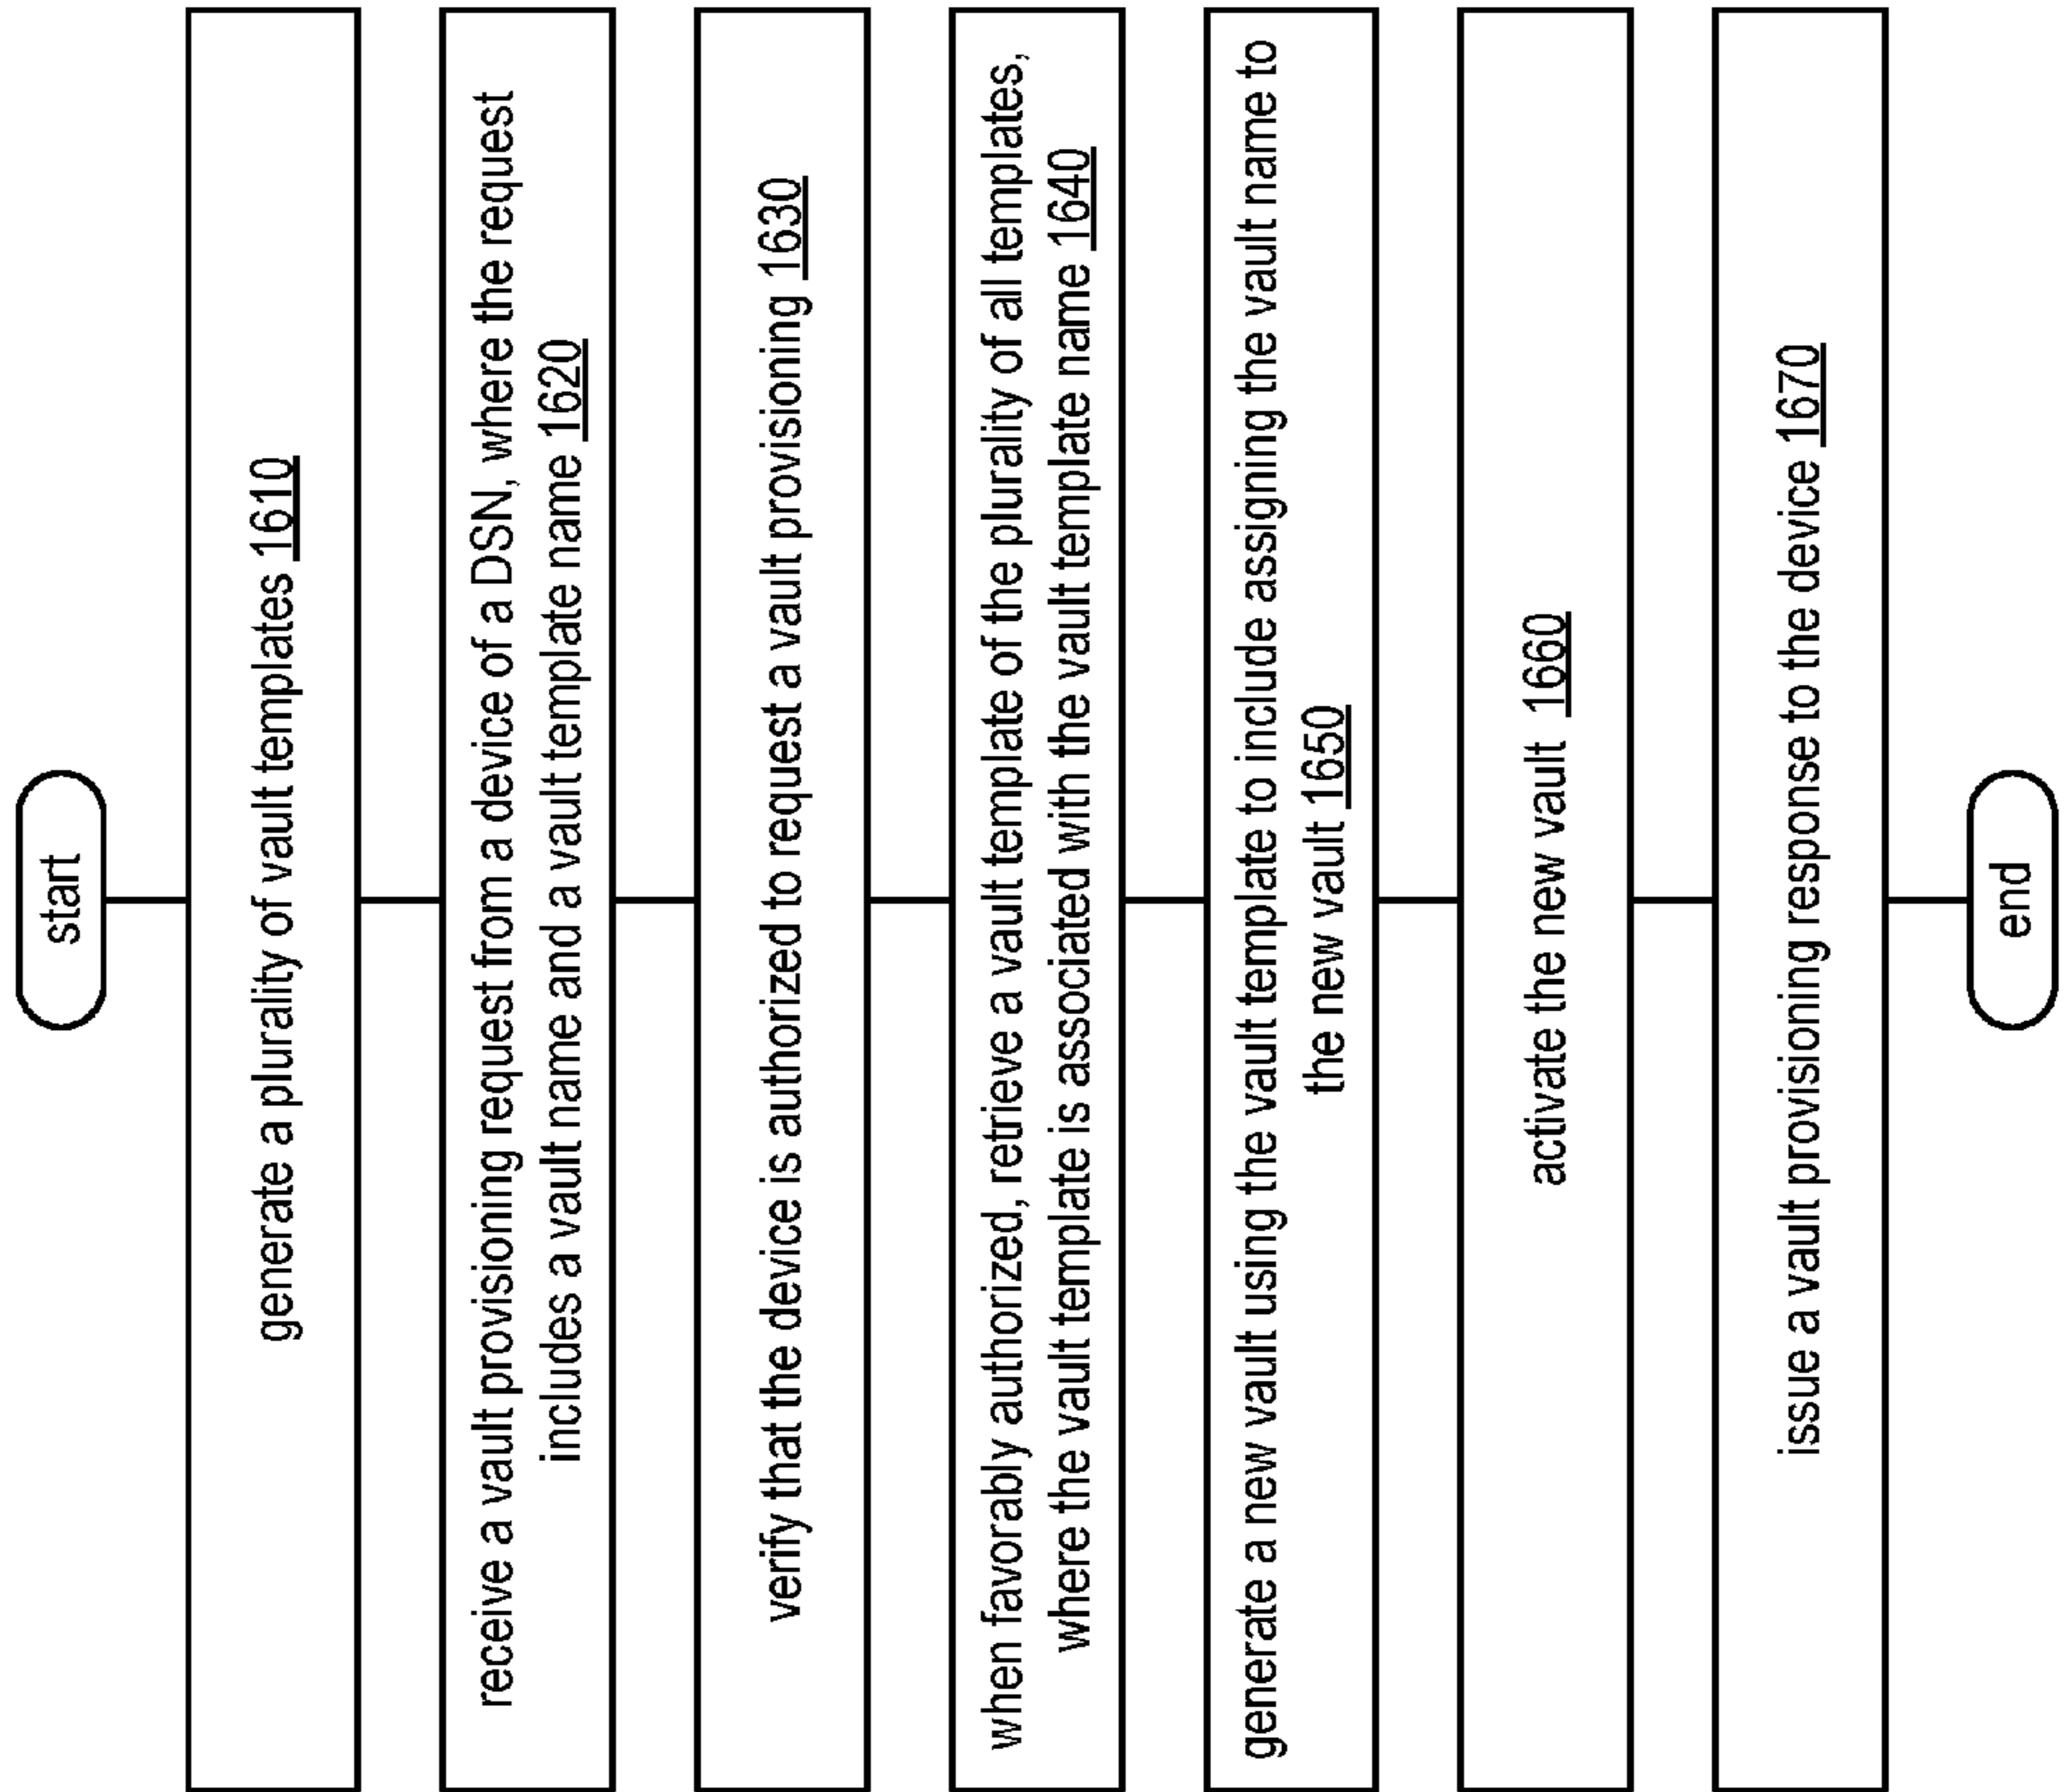 start
generate a plurality of vault templates 1610
receive a vault provisioning request from a device of a DSN, where the request
includes a vault name and a vault template name 1620
verify that the device is authorized to request a vault provisioning 1630
when favorably authorized, retrieve a vault template of the plurality of all templates,
where the vault template is associated with the vault template name 1640
generate a new vault using the vault template to include assigning the vault name to
the new vault 1650
activate the new vault 1660
issue a vault provisioning response to the device 1670
end